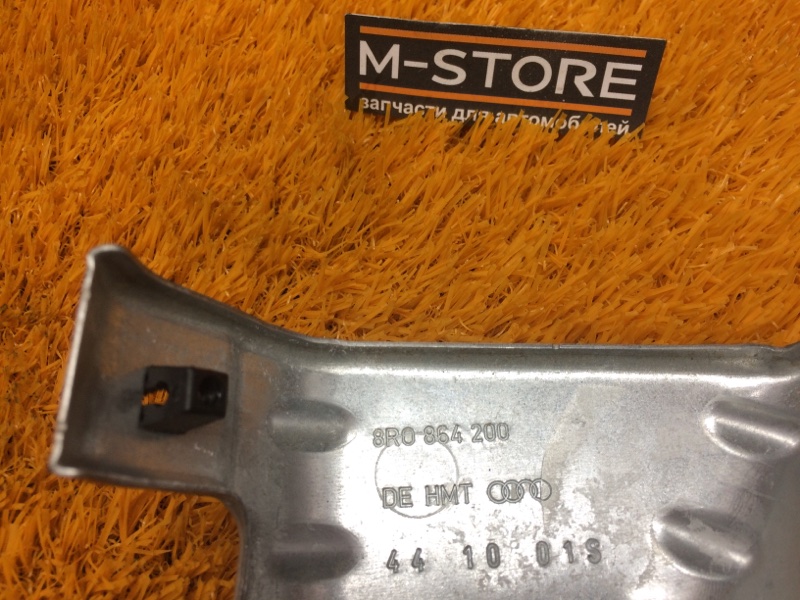 M-STORE
запчасти для автомобилей
8R0 864 200
DE HMT
44 10 01S